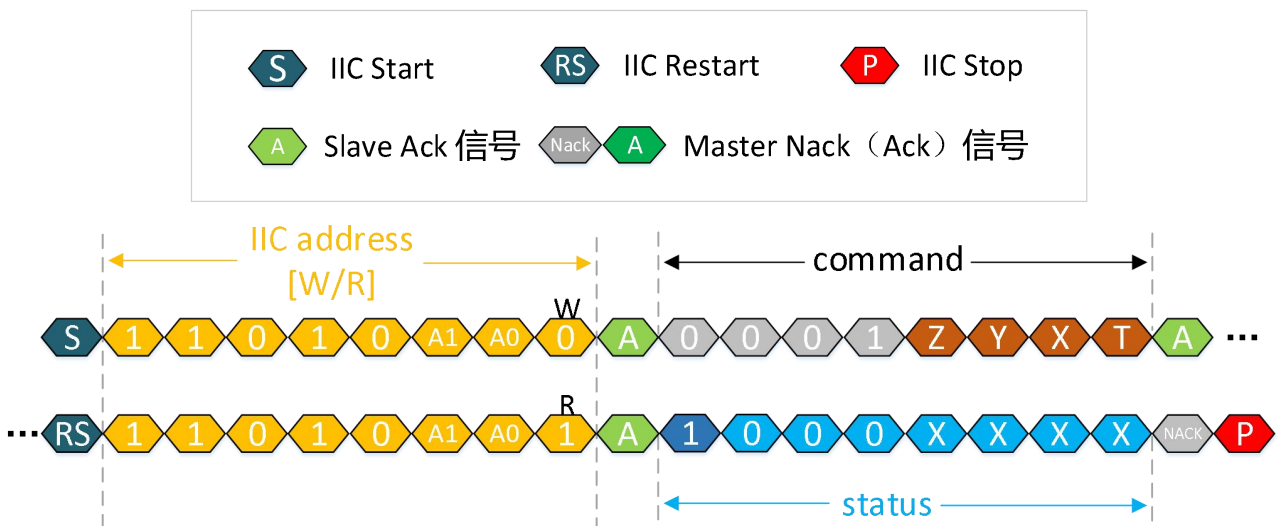 S IIC Start RS IIC Restart P IIC Stop
A Slave Ack 信号 Nack A Master Nack（Ack）信号
IIC address
[W/R]
command
W
S 1 1 0 1 0 A1 A0 0 A 0 0 0 1 Z Y X T A ...
R
... RS 1 1 0 1 0 A1 A0 1 A 1 0 0 0 X X X X NACK P
status